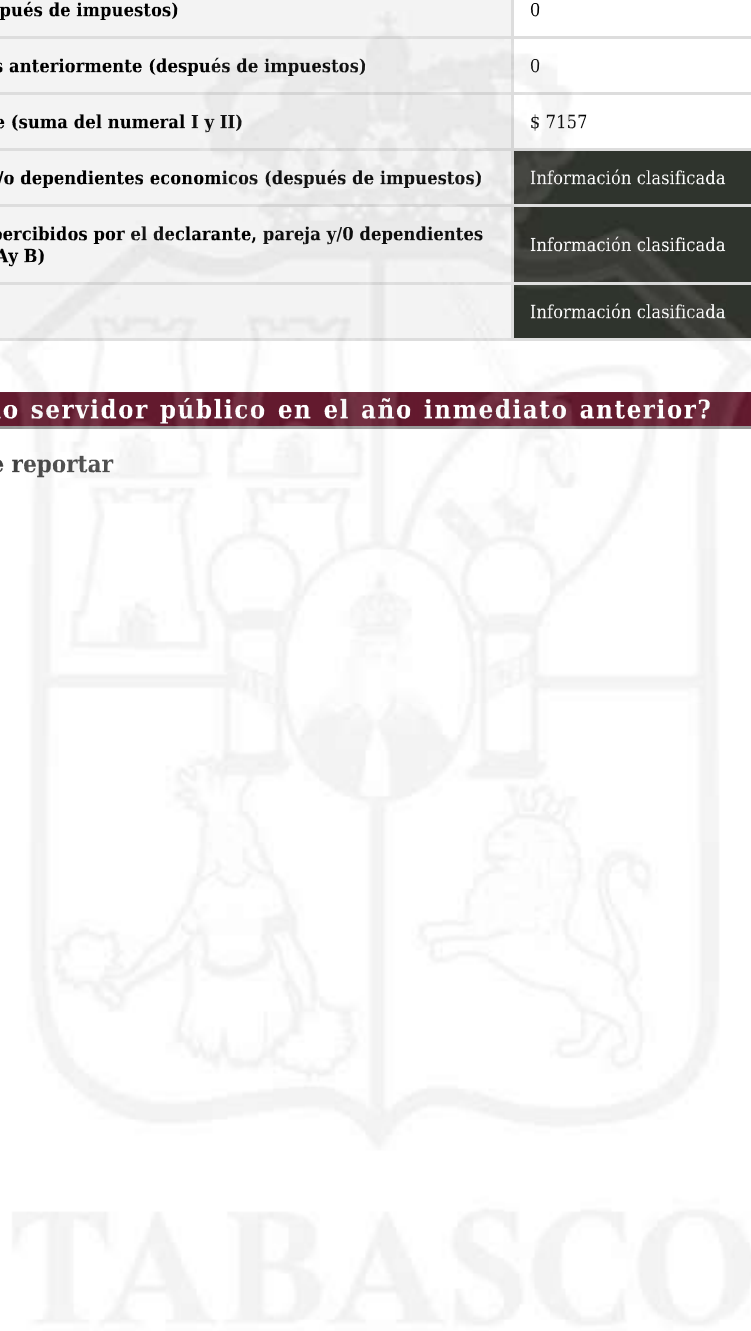 pués de impuestos) 0
s anteriormente (después de impuestos) 0
e (suma del numeral I y II) $ 7157
/o dependientes economicos (después de impuestos) Información clasificada
percibidos por el declarante, pareja y/0 dependientes
Ay B) Información clasificada
Información clasificada
lo servidor público en el año inmediato anterior?
e reportar
TABASCO